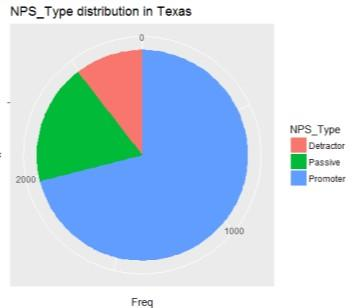 NPS_Type distribution in Texas
0
2000
1000
Freq
NPS_Type
Detractor
Passive
Promoter